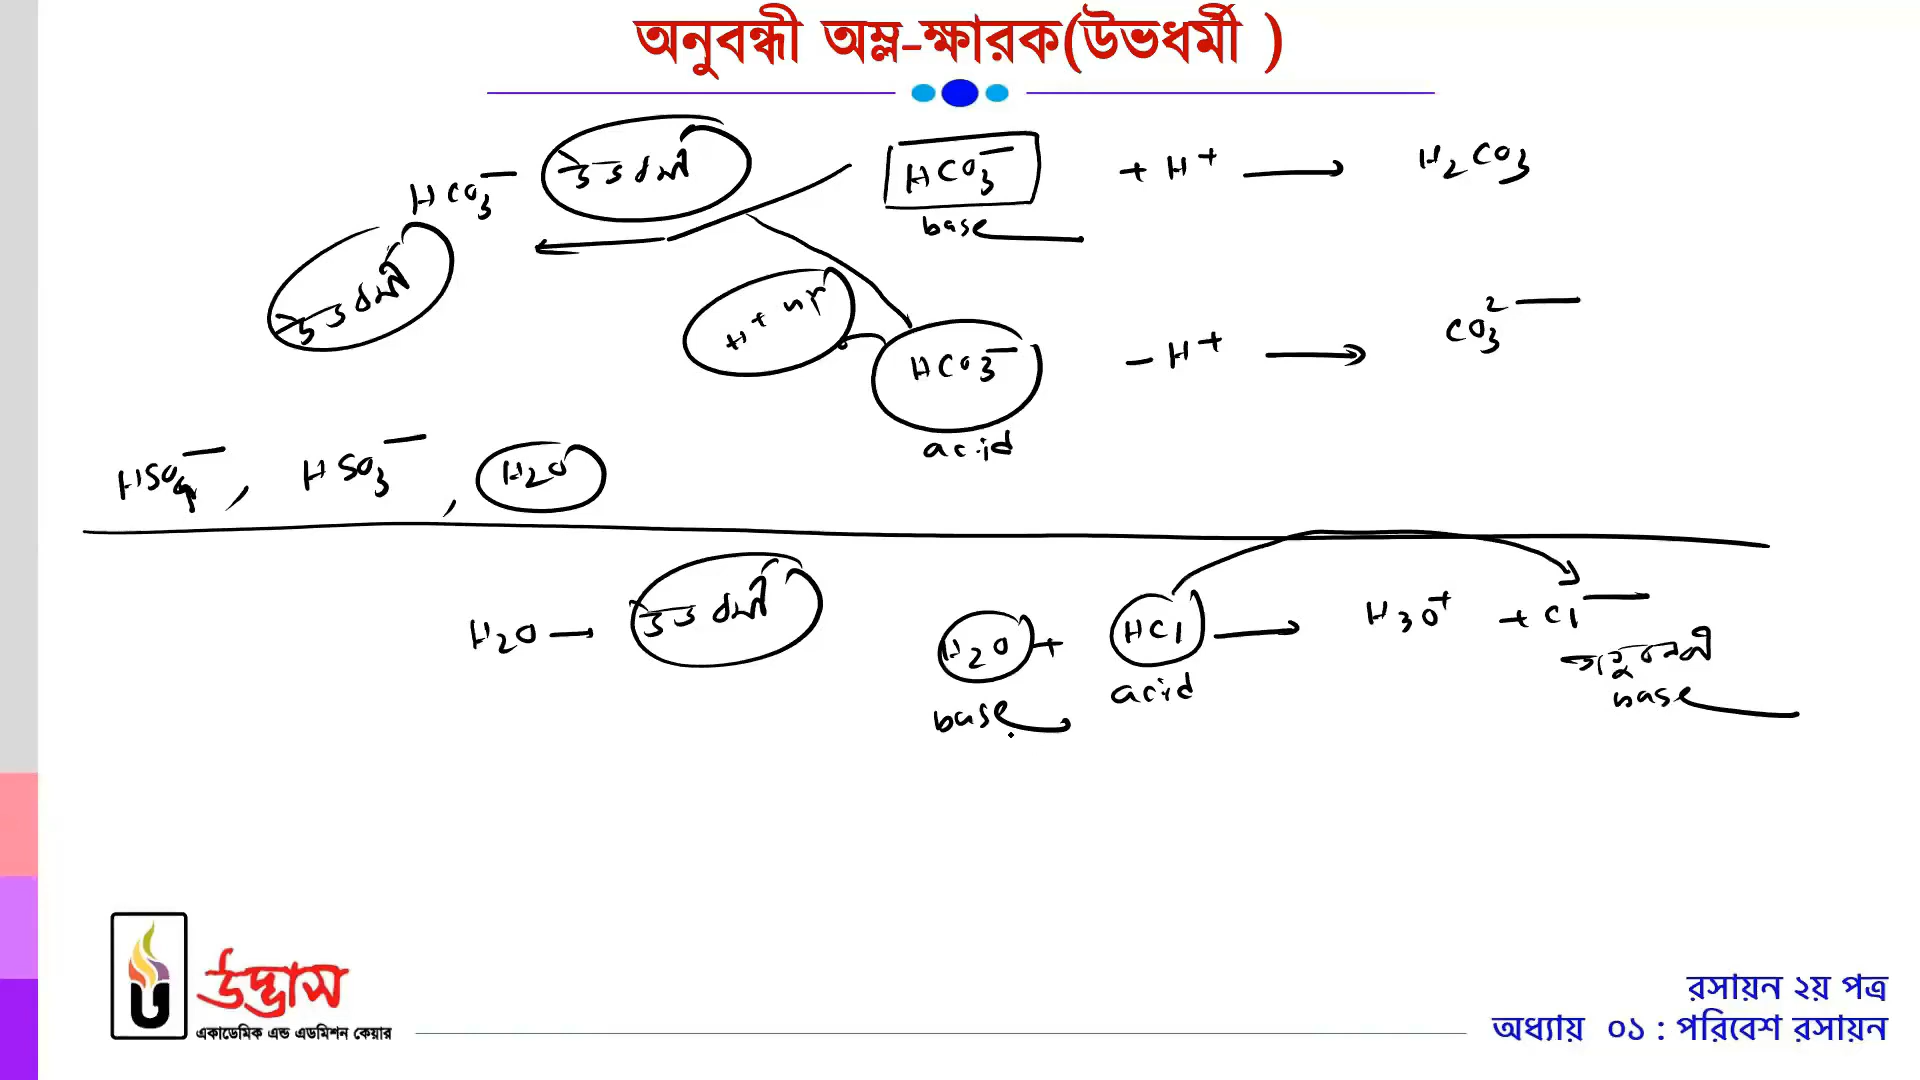 অনুবন্ধী অম্ল-ক্ষারক(উভধর্মী )
HCO₃⁻ উভধর্মী
HCO₃⁻ + H⁺ → H₂CO₃
base
উভধর্মী
H⁺
HCO₃⁻ - H⁺ → CO₃²⁻
acid
HSO₄⁻, HSO₃⁻, H₂O
H₂O → উভধর্মী
H₂O + HCl → H₃O⁺ + Cl⁻
base acid অনুবন্ধী
base
উদ্ভাস
একাডেমিক এন্ড এডমিশন কেয়ার
রসায়ন ২য় পত্র
অধ্যায় ০১ : পরিবেশ রসায়ন